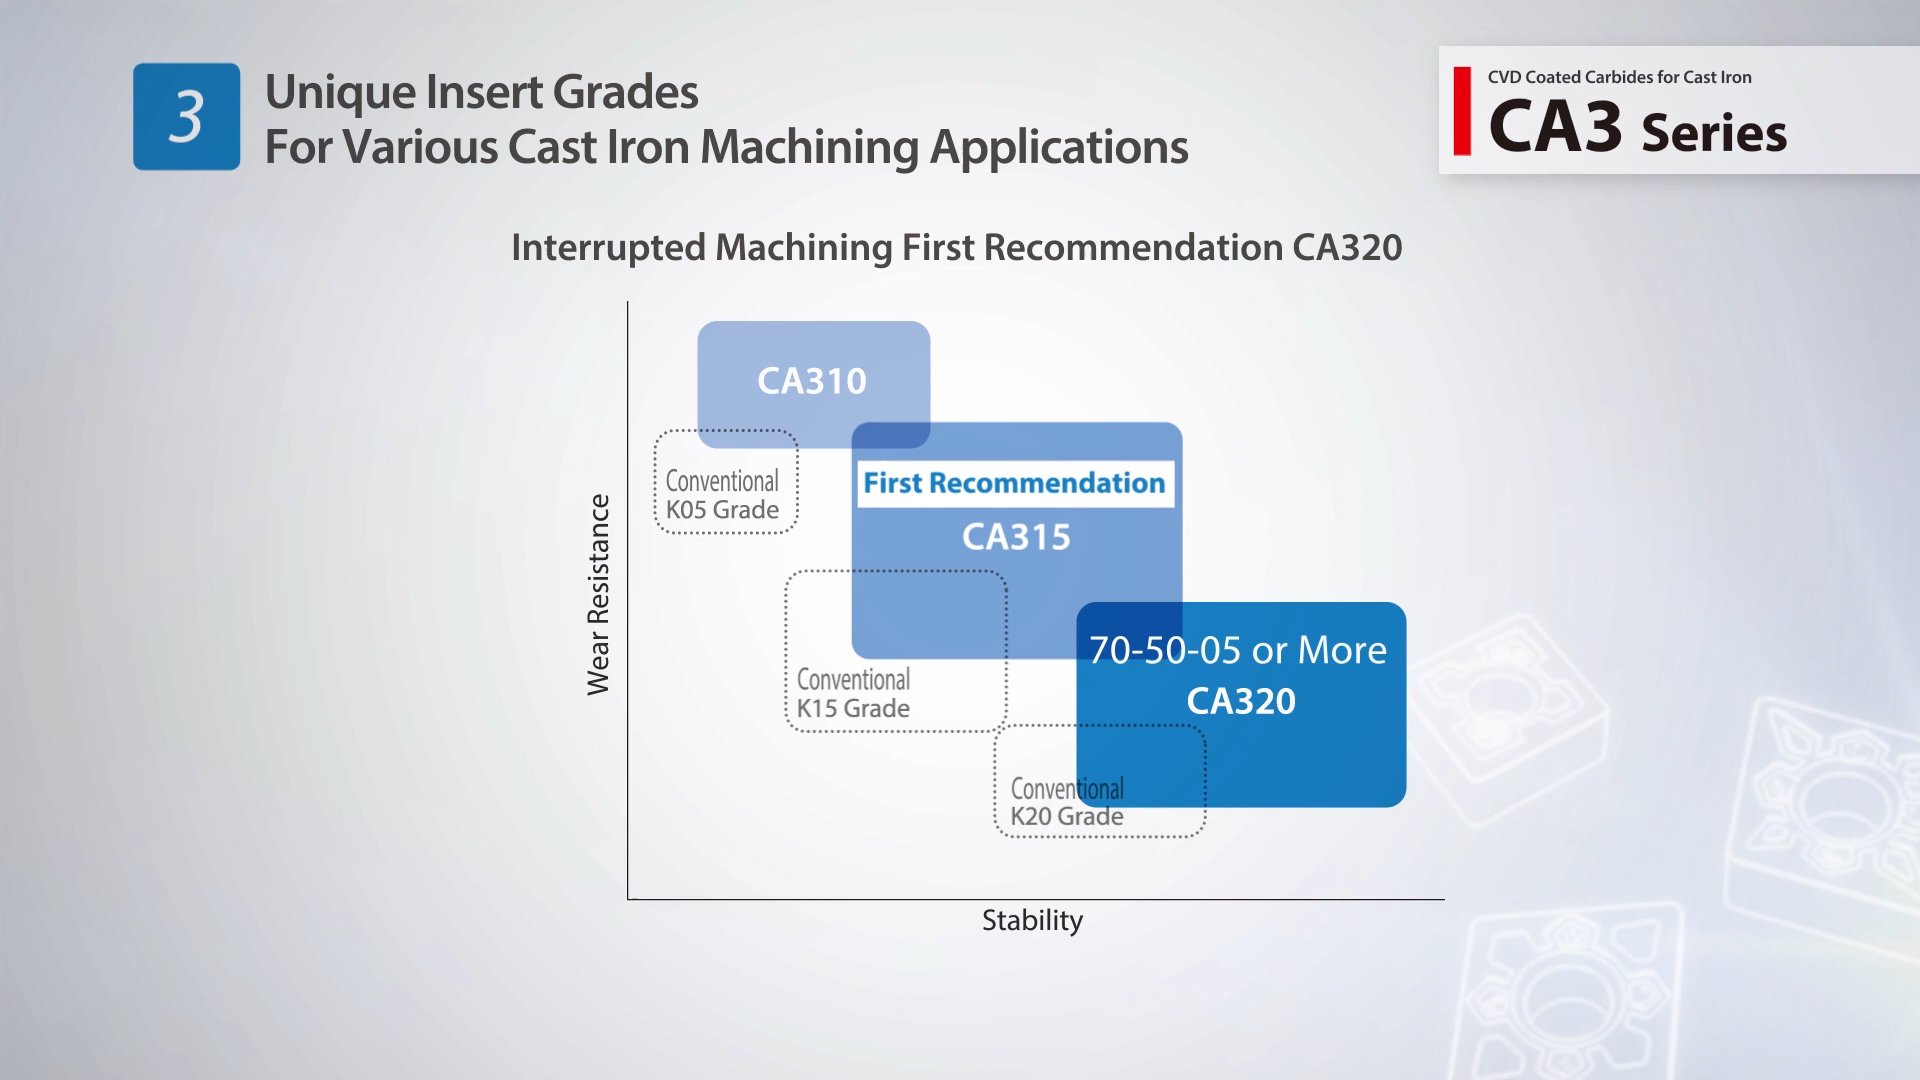 3
Unique Insert Grades
For Various Cast Iron Machining Applications
CVD Coated Carbides for Cast Iron
CA3 Series
Interrupted Machining First Recommendation CA320
CA310
Conventional
K05 Grade
First Recommendation
CA315
Wear Resistance
70-50-05 or More
CA320
Conventional
K15 Grade
Conventional
K20 Grade
Stability